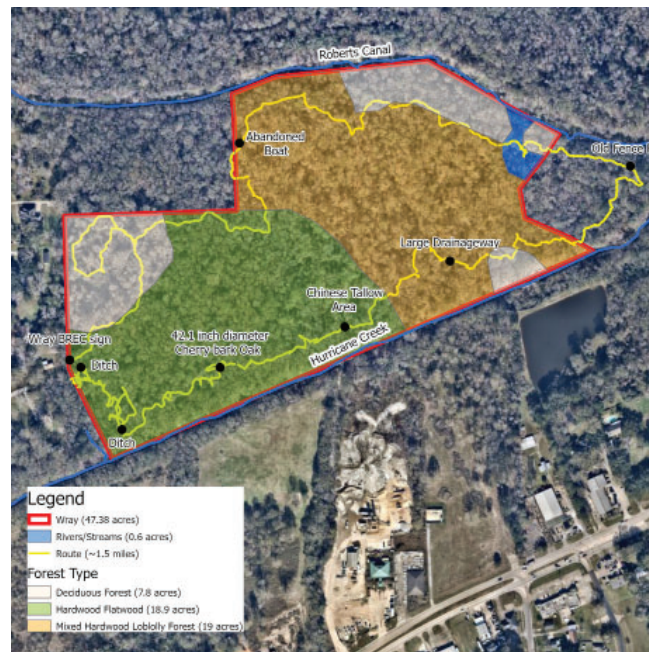 Roberts Canal
Abandoned
Boat
Old Fence
Large Drainageway
Chinese Tallow
Area
Wray BREC sign
42.1 inch diameter
Cherry bark Oak
Hurricane Creek
Ditch
Ditch
Legend
Wray (47.38 acres)
Rivers/Streams (0.6 acres)
Route (~1.5 miles)
Forest Type
Deciduous Forest (7.8 acres)
Hardwood Flatwood (18.9 acres)
Mixed Hardwood Loblolly Forest (19 acres)